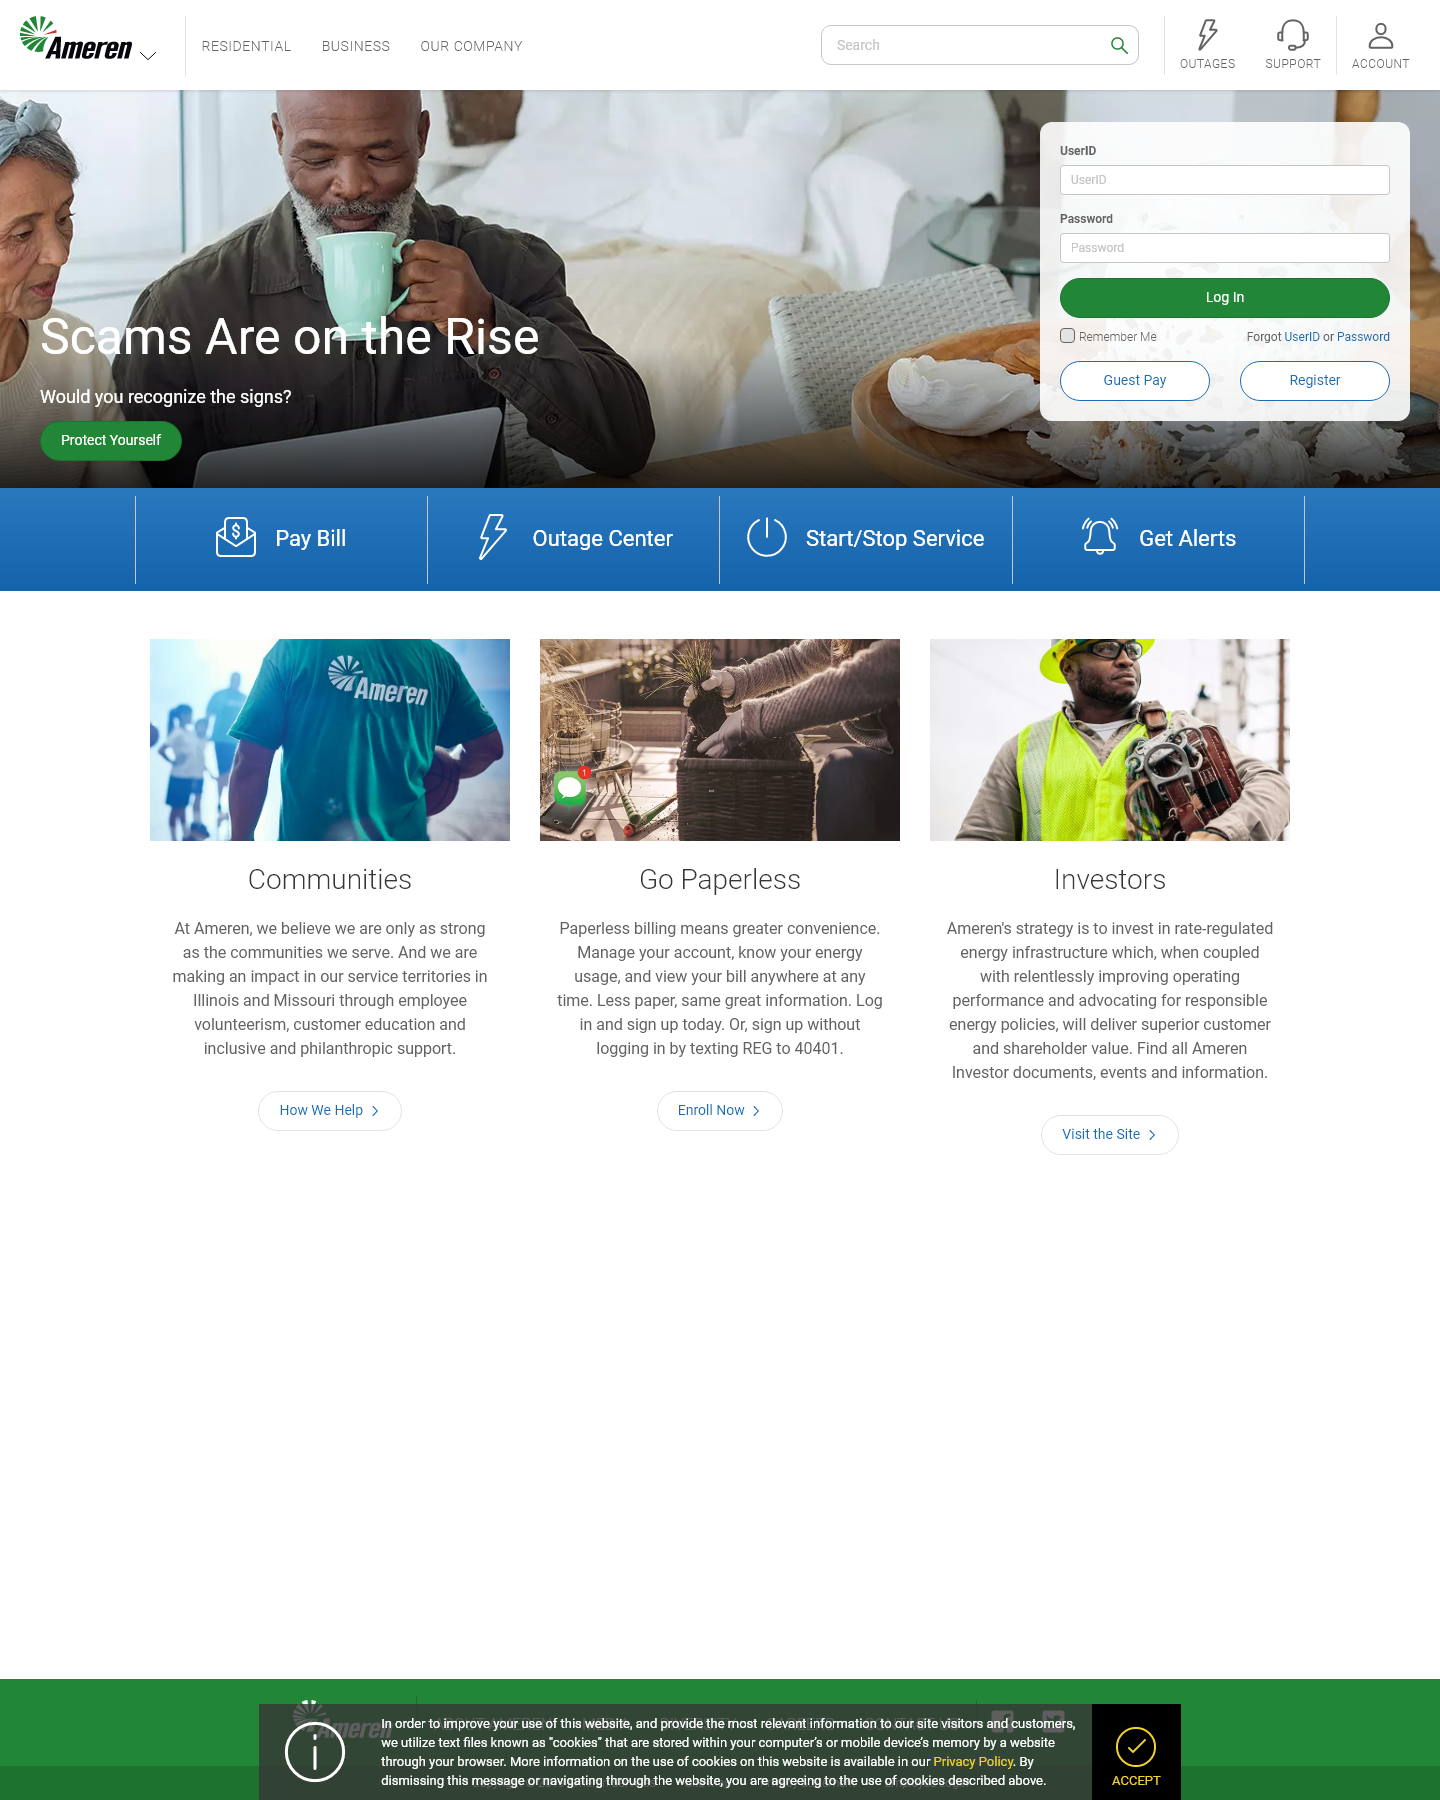 Ameren
RESIDENTIAL
BUSINESS
OUR COMPANY
Search
OUTAGES
SUPPORT
ACCOUNT
UserID
UserID
Password
Password
Log In
Remember Me
Forgot UserID or Password
Guest Pay
Register
Scams Are on the Rise
Would you recognize the signs?
Protect Yourself
Pay Bill
Outage Center
Start/Stop Service
Get Alerts
Ameren
1
Communities
At Ameren, we believe we are only as strong
as the communities we serve. And we are
making an impact in our service territories in
Illinois and Missouri through employee
volunteerism, customer education and
inclusive and philanthropic support.
How We Help
Go Paperless
Paperless billing means greater convenience.
Manage your account, know your energy
usage, and view your bill anywhere at any
time. Less paper, same great information. Log
in and sign up today. Or, sign up without
logging in by texting REG to 40401.
Enroll Now
Investors
Ameren's strategy is to invest in rate-regulated
energy infrastructure which, when coupled
with relentlessly improving operating
performance and advocating for responsible
energy policies, will deliver superior customer
and shareholder value. Find all Ameren
Investor documents, events and information.
Visit the Site
Ameren
In order to improve your use of this website, and provide the most relevant information to our site visitors and customers,
we utilize text files known as "cookies" that are stored within your computer's or mobile device's memory by a website
through your browser. More information on the use of cookies on this website is available in our Privacy Policy. By
dismissing this message or navigating through the website, you are agreeing to the use of cookies described above.
ACCEPT